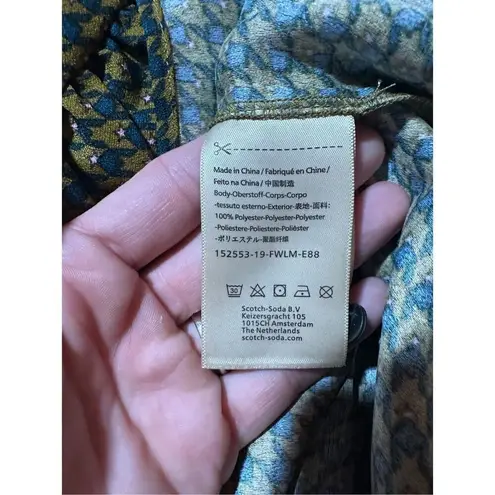 Made in China / Fabriqué en Chine /
Feito na China / 中国制造
Body-Oberstoff-Corps-Corpo
-tessuto esterno-Exterior-表地-面料:
100% Polyester-Polyester-Polyester
-Poliestere-Poliestere-Poliéster
-ポリエステル-聚酯纤维
152553-19-FWLM-E88
30
Scotch-Soda B.V
Keizersgracht 105
1015CH Amsterdam
The Netherlands
scotch-soda.com